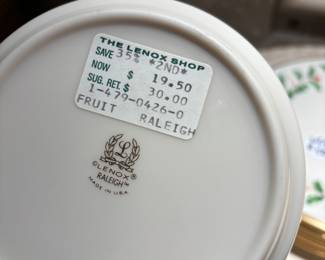 THE LENOX SHOP
SAVE 35% *2ND*
NOW $ 19.50
SUG. RET. $ 30.00
1-479-0426-0
FRUIT RALEIGH
L
©LENOX®
RALEIGH™
MADE IN USA